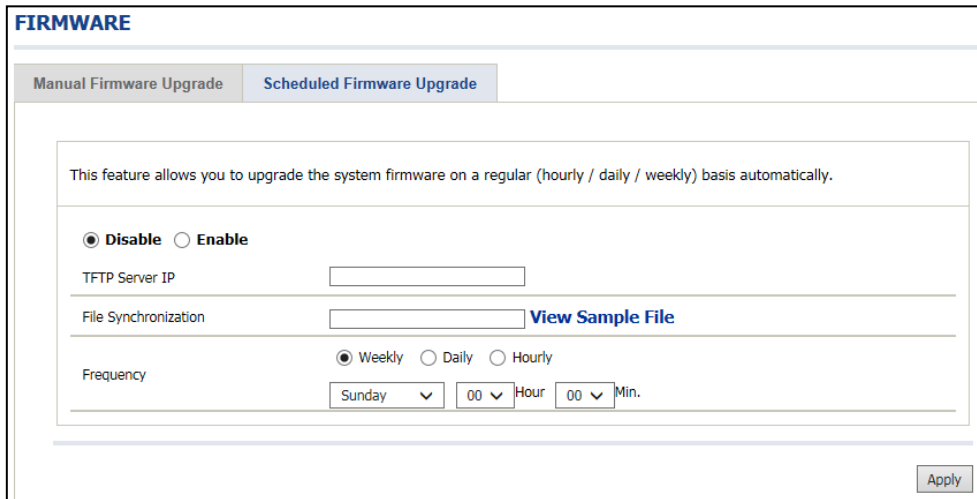 FIRMWARE
Manual Firmware Upgrade Scheduled Firmware Upgrade
This feature allows you to upgrade the system firmware on a regular (hourly / daily / weekly) basis automatically.
Disable Enable
TFTP Server IP
File Synchronization View Sample File
Weekly Daily Hourly
Frequency
Sunday 00 Hour 00 Min.
Apply